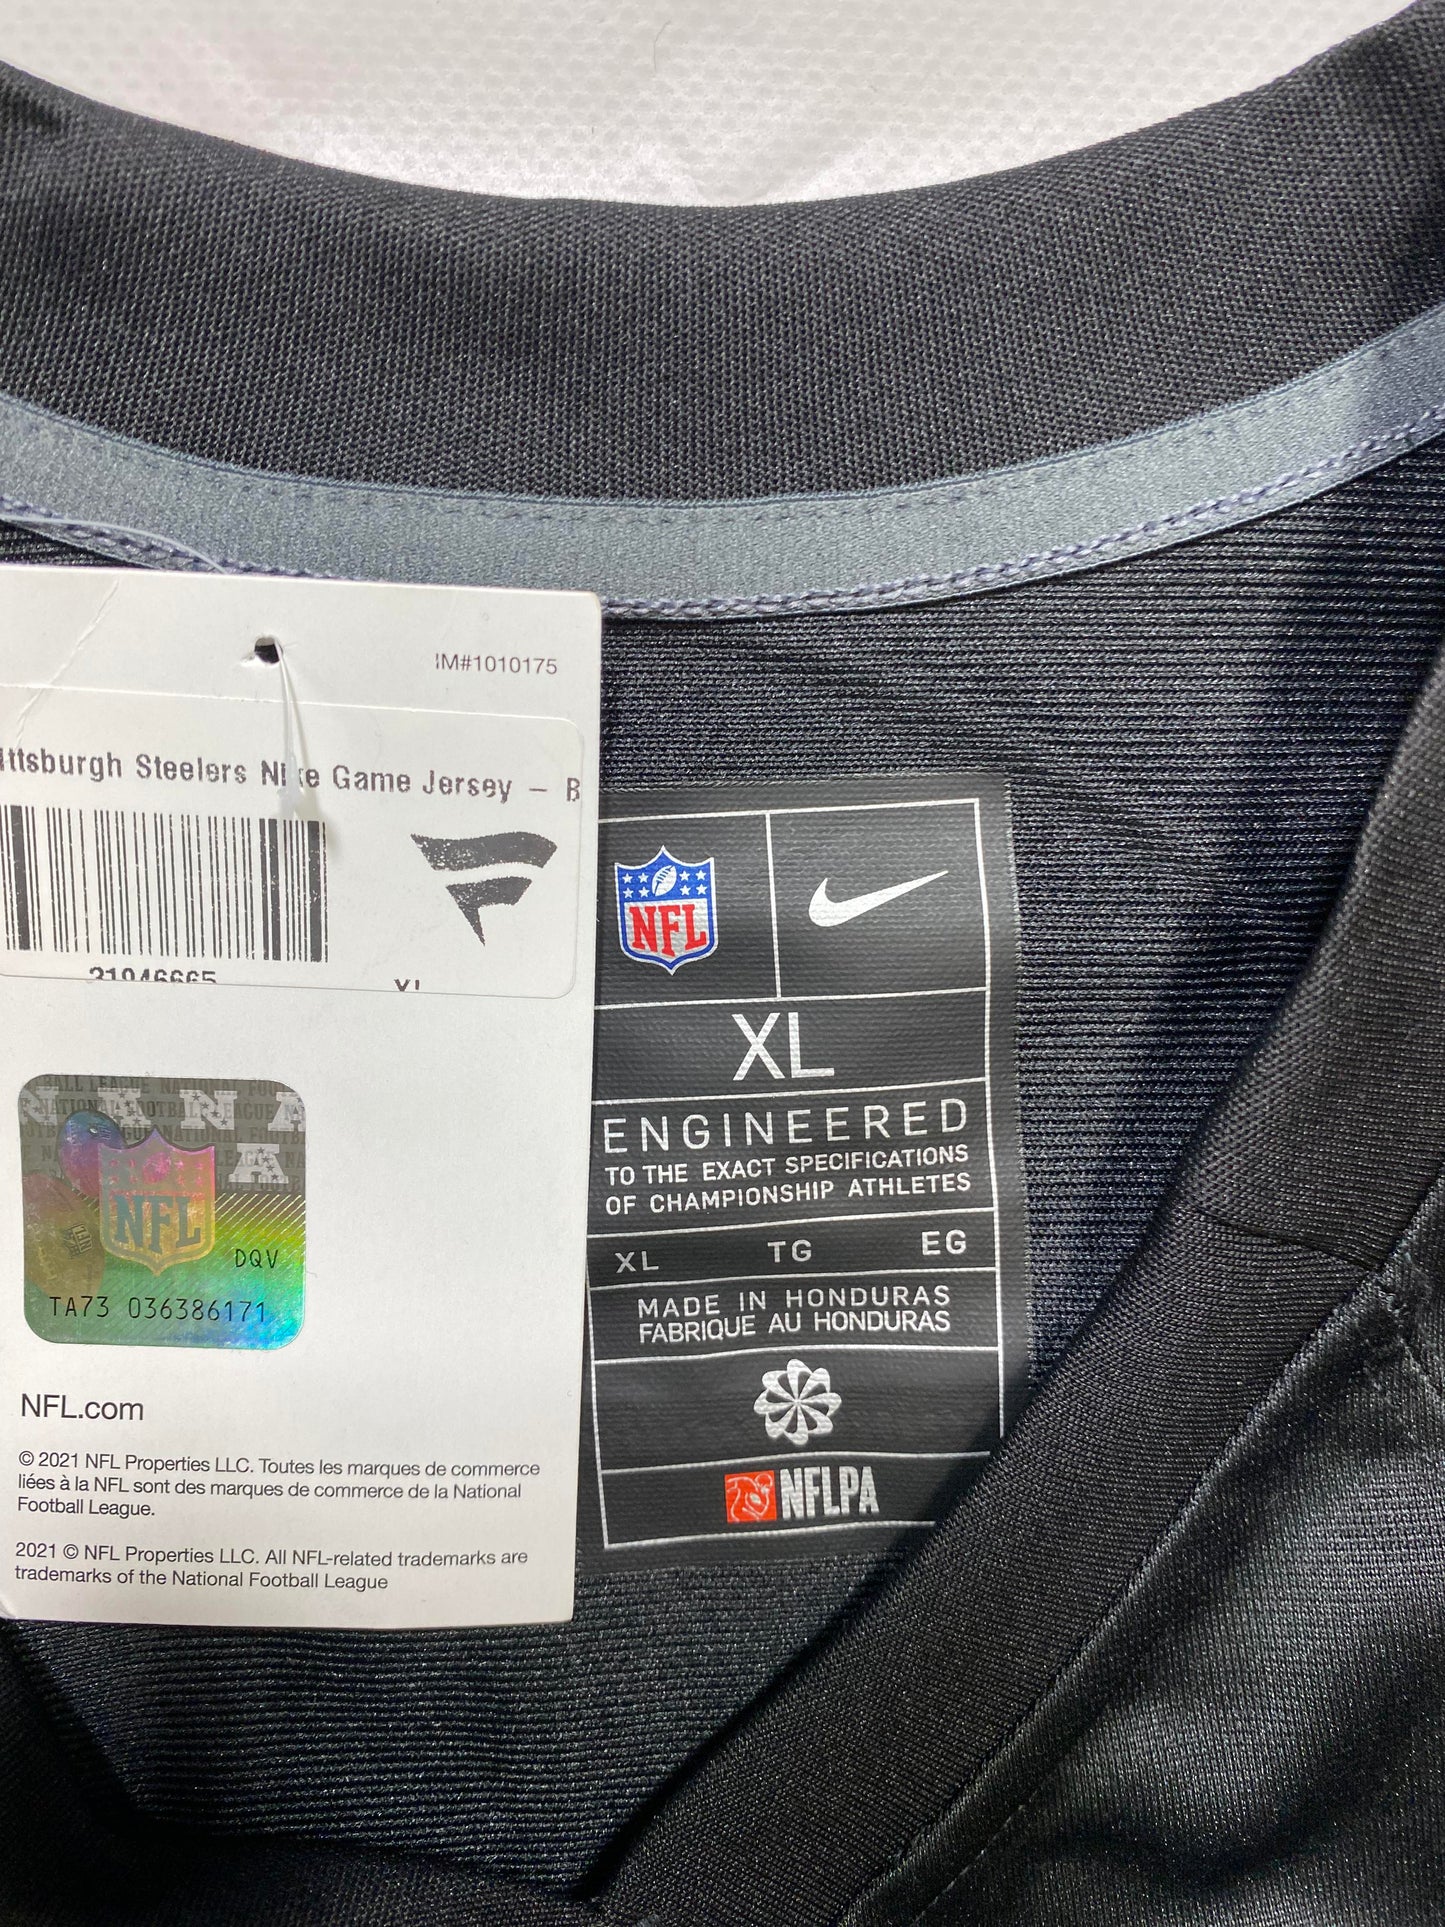 IM#1010175
ittsburgh Steelers Nike Game Jersey – B
31946665
XL
NFL
DQV
TA73 036386171
NFL.com
© 2021 NFL Properties LLC. Toutes les marques de commerce
liées à la NFL sont des marques de commerce de la National
Football League.
2021 © NFL Properties LLC. All NFL-related trademarks are
trademarks of the National Football League
NFL
XL
ENGINEERED
TO THE EXACT SPECIFICATIONS
OF CHAMPIONSHIP ATHLETES
XL TG EG
MADE IN HONDURAS
FABRIQUE AU HONDURAS
NFLPA